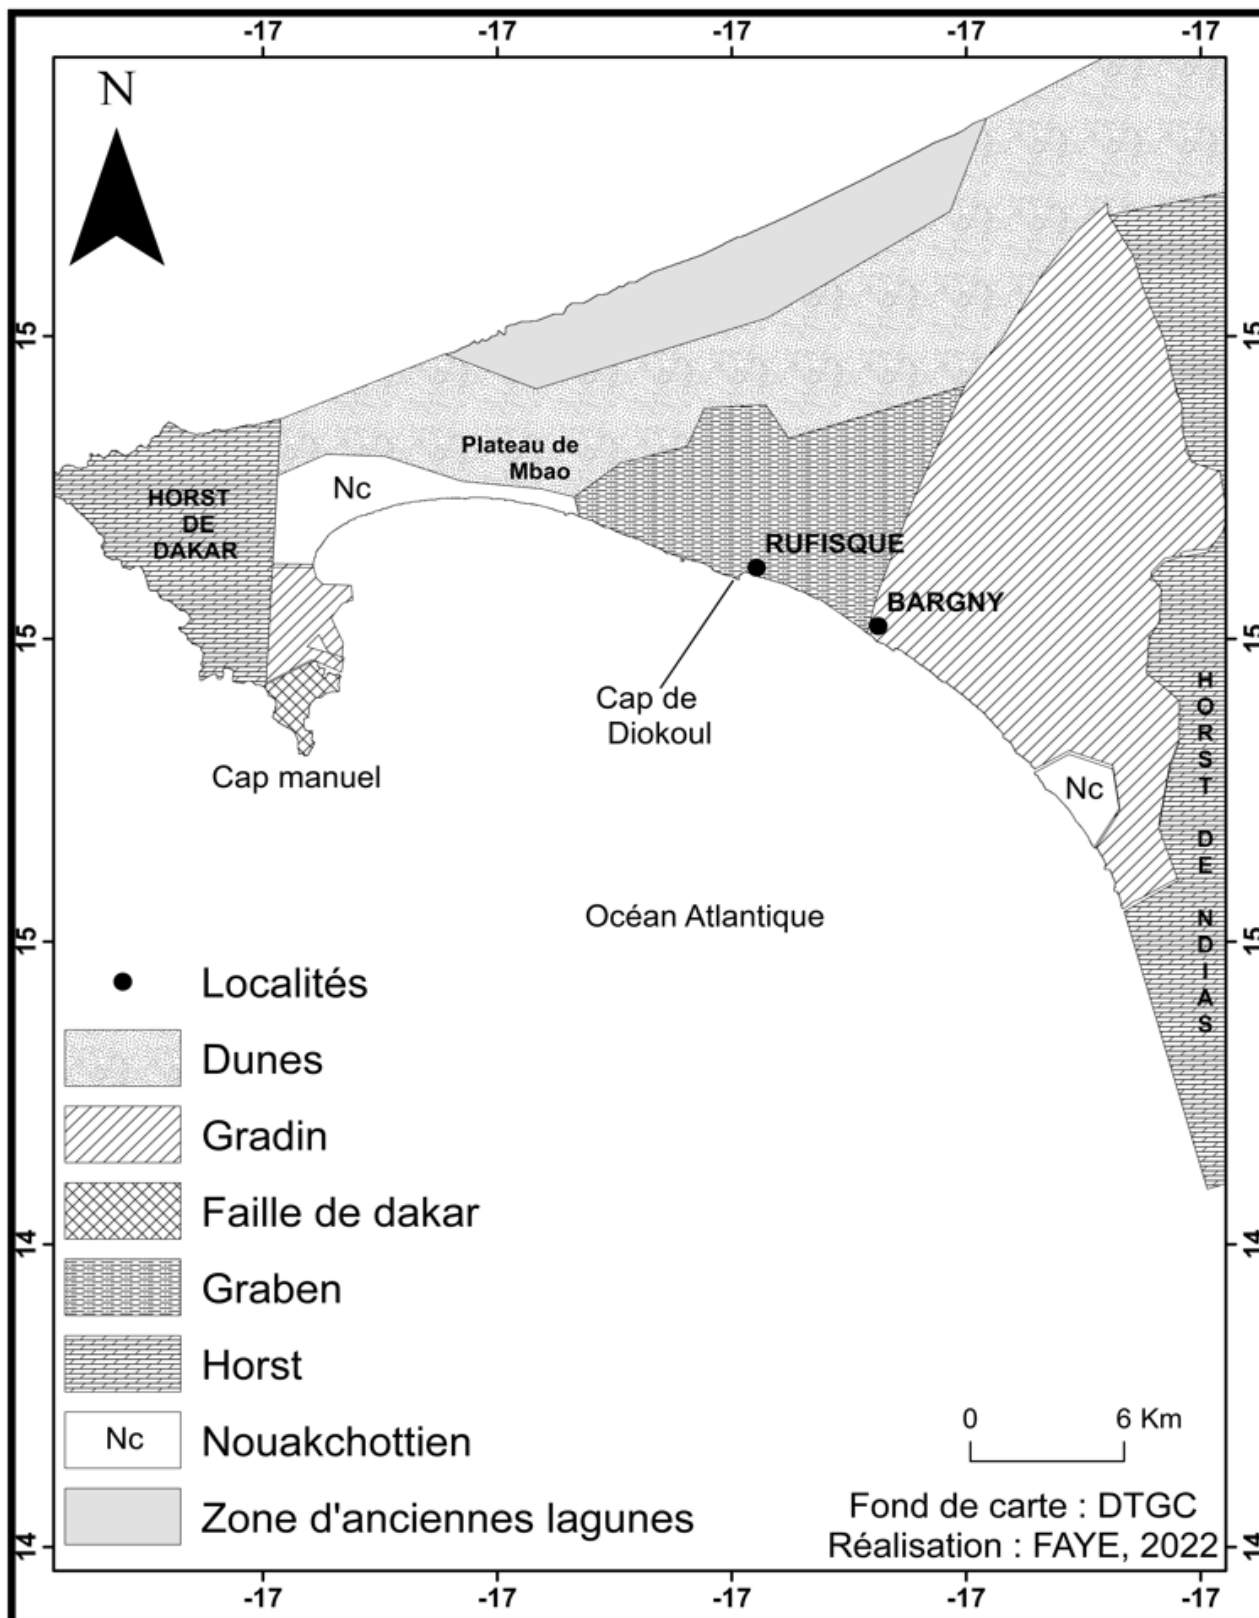 -17 -17 -17 -17 -17
N
15 15
Plateau de
Mbao
HORST
DE
DAKAR
Nc
RUFISQUE
BARGNY
15 15
Cap de
Diokoul
Cap manuel
Nc
HORST DE NDIAS
Océan Atlantique
15 15
Localités
Dunes
Gradin
Faille de dakar
14 14
Graben
Horst
0 6 Km
Nc Nouakchottien
Zone d'anciennes lagunes
Fond de carte : DTGC
Réalisation : FAYE, 2022
14 14
-17 -17 -17 -17 -17